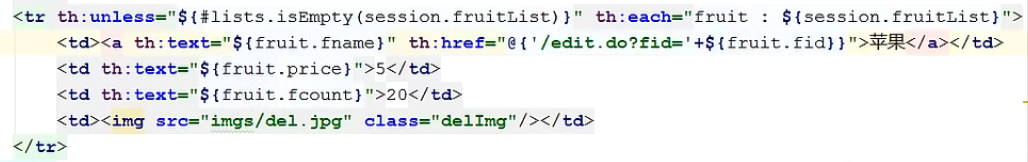 <tr th:unless="${#lists.isEmpty(session.fruitList)}" th:each="fruit : ${session.fruitList}">
<td><a th:text="${fruit.fname}" th:href="@{'/edit.do?fid='+${fruit.fid}}">苹果</a></td>
<td th:text="${fruit.price}">5</td>
<td th:text="${fruit.fcount}">20</td>
<td><img src="imgs/del.jpg" class="delImg"/></td>
</tr>